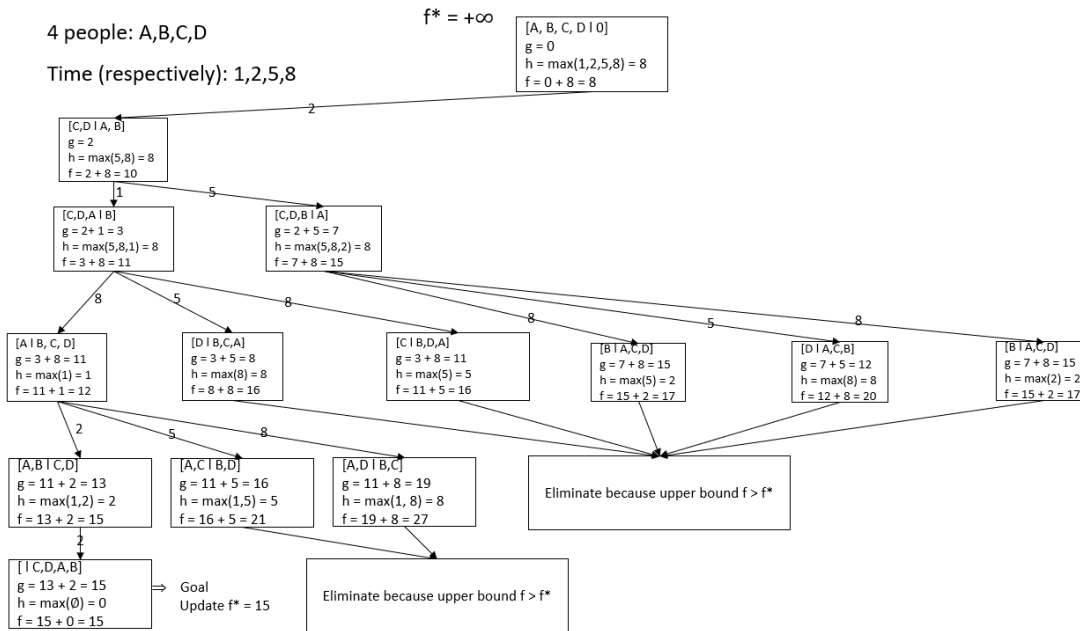 4 people: A,B,C,D
Time (respectively): 1,2,5,8
f* = +∞
[A, B, C, D l 0]
g = 0
h = max(1,2,5,8) = 8
f = 0 + 8 = 8
2
[C,D l A, B]
g = 2
h = max(5,8) = 8
f = 2 + 8 = 10
1
5
[C,D,A l B]
g = 2+ 1 = 3
h = max(5,8,1) = 8
f = 3 + 8 = 11
[C,D,B l A]
g = 2 + 5 = 7
h = max(5,8,2) = 8
f = 7 + 8 = 15
8
5
8
8
5
8
[A l B, C, D]
g = 3 + 8 = 11
h = max(1) = 1
f = 11 + 1 = 12
[D l B,C,A]
g = 3 + 5 = 8
h = max(8) = 8
f = 8 + 8 = 16
[C l B,D,A]
g = 3 + 8 = 11
h = max(5) = 5
f = 11 + 5 = 16
[B l A,C,D]
g = 7 + 8 = 15
h = max(5) = 2
f = 15 + 2 = 17
[D l A,C,B]
g = 7 + 5 = 12
h = max(8) = 8
f = 12 + 8 = 20
[B l A,C,D]
g = 7 + 8 = 15
h = max(2) = 2
f = 15 + 2 = 17
2
5
8
[A,B l C,D]
g = 11 + 2 = 13
h = max(1,2) = 2
f = 13 + 2 = 15
[A,C l B,D]
g = 11 + 5 = 16
h = max(1,5) = 5
f = 16 + 5 = 21
[A,D l B,C]
g = 11 + 8 = 19
h = max(1, 8) = 8
f = 19 + 8 = 27
Eliminate because upper bound f > f*
2
[ l C,D,A,B]
g = 13 + 2 = 15
h = max(Ø) = 0
f = 15 + 0 = 15
⇒ Goal
Update f* = 15
Eliminate because upper bound f > f*